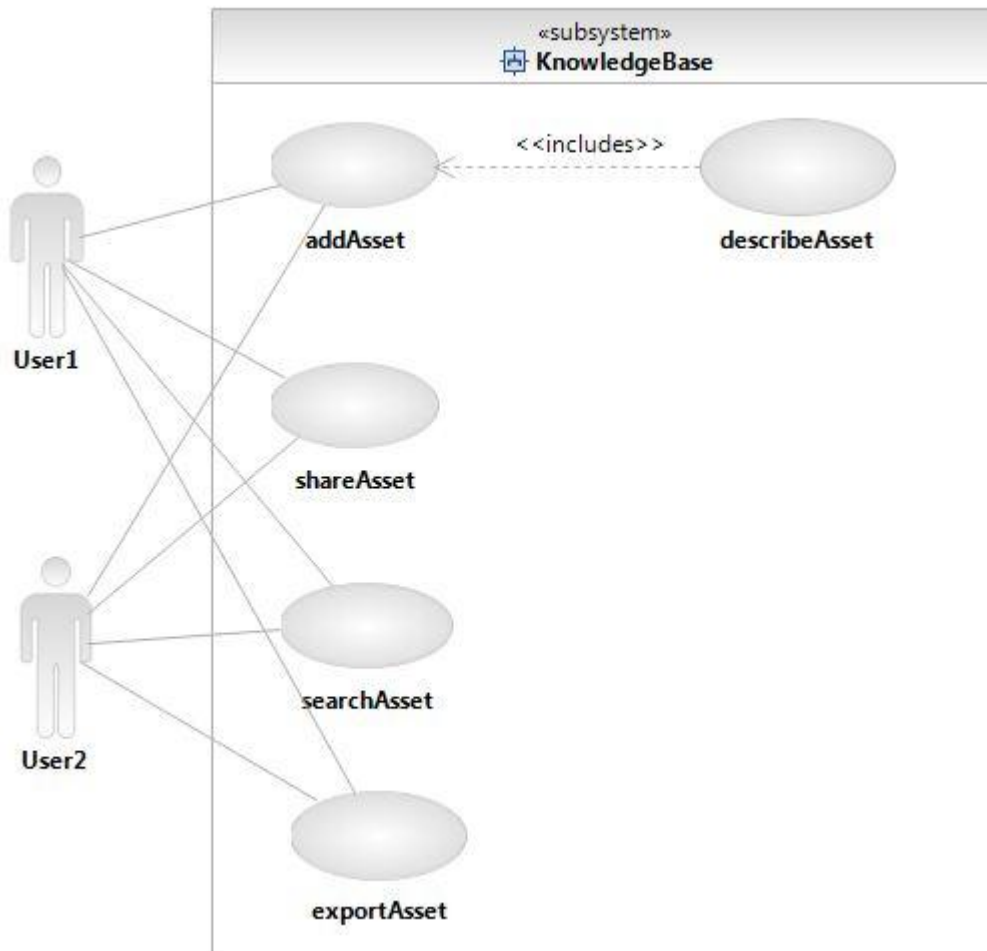 «subsystem»
KnowledgeBase
<<includes>>
addAsset
describeAsset
User1
shareAsset
searchAsset
User2
exportAsset